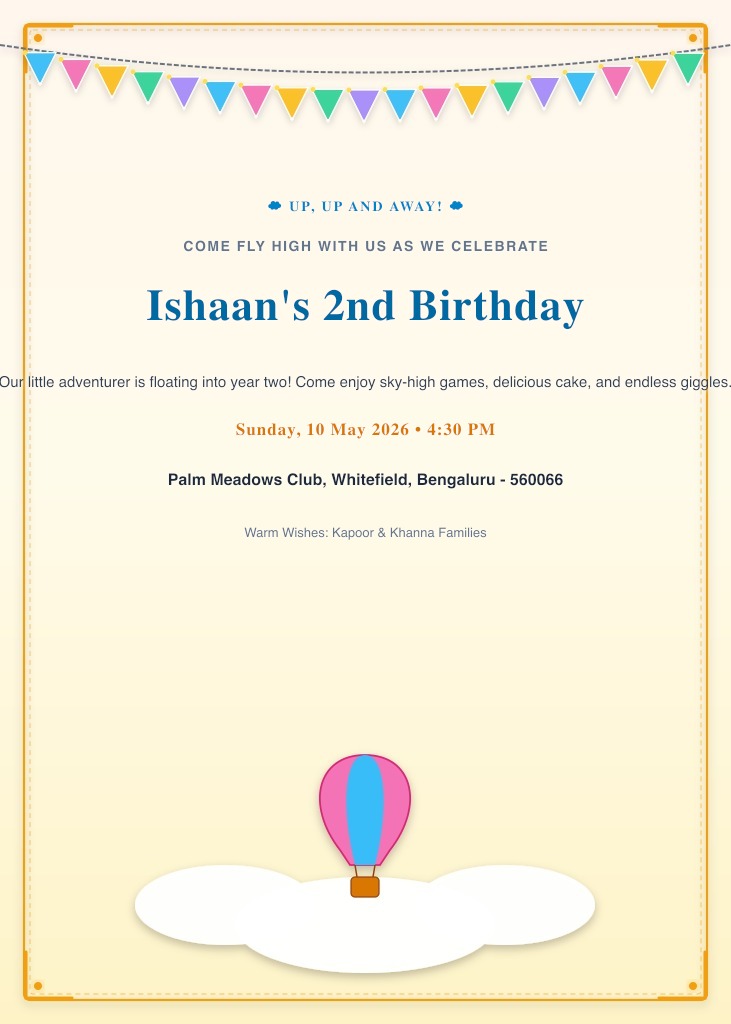 UP, UP AND AWAY!
COME FLY HIGH WITH US AS WE CELEBRATE
Ishaan's 2nd Birthday
Our little adventurer is floating into year two! Come enjoy sky-high games, delicious cake, and endless giggles.
Sunday, 10 May 2026 • 4:30 PM
Palm Meadows Club, Whitefield, Bengaluru - 560066
Warm Wishes: Kapoor & Khanna Families